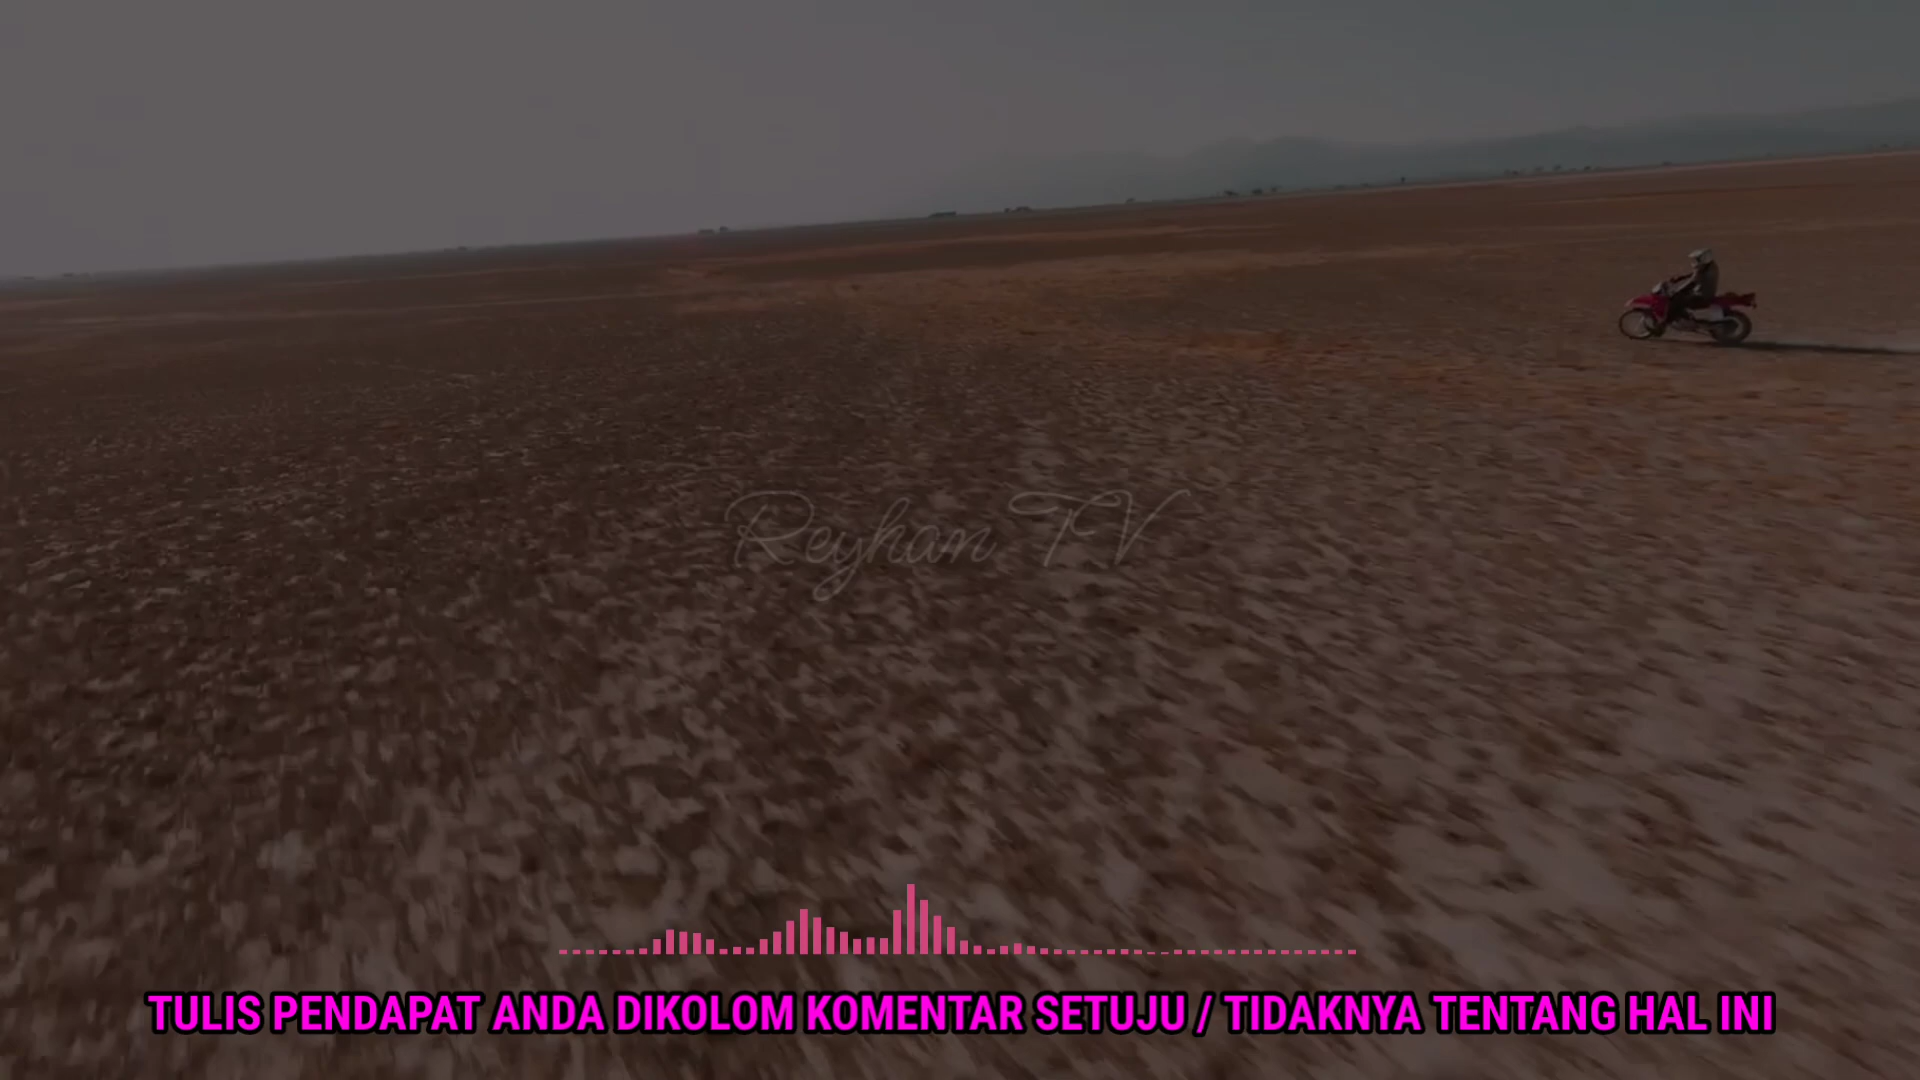 Reyhan TV
TULIS PENDAPAT ANDA DIKOLOM KOMENTAR SETUJU / TIDAKNYA TENTANG HAL INI